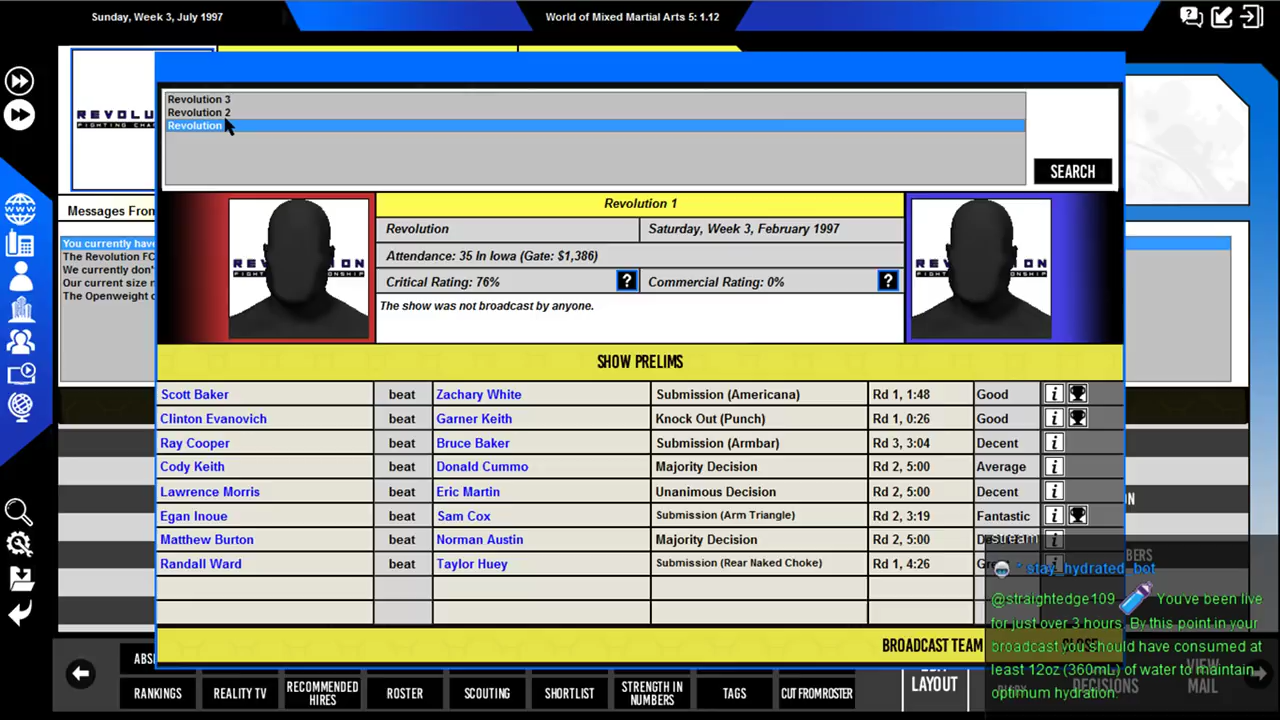 Sunday, Week 3, July 1997
World of Mixed Martial Arts 5: 1.12
REVOLU
FIGHTING CHA
Revolution 3
Revolution 2
Revolution
SEARCH
Messages From
You currently have
The Revolution FC
We currently don'
Our current size
The Openweight
Revolution 1
Revolution
Saturday, Week 3, February 1997
Attendance: 35 In Iowa (Gate: $1,386)
Critical Rating: 76% ?
Commercial Rating: 0% ?
The show was not broadcast by anyone.
SHOW PRELIMS
Scott Baker beat Zachary White Submission (Americana) Rd 1, 1:48 Good i
Clinton Evanovich beat Garner Keith Knock Out (Punch) Rd 1, 0:26 Good i
Ray Cooper beat Bruce Baker Submission (Armbar) Rd 3, 3:04 Decent i
Cody Keith beat Donald Cummo Majority Decision Rd 2, 5:00 Average i
Lawrence Morris beat Eric Martin Unanimous Decision Rd 2, 5:00 Decent i
Egan Inoue beat Sam Cox Submission (Arm Triangle) Rd 2, 3:19 Fantastic i
Matthew Burton beat Norman Austin Majority Decision Rd 2, 5:00 i
Randall Ward beat Taylor Huey Submission (Rear Naked Choke) Rd 1, 4:26
BROADCAST TEAM
CLOSE
stream
stay_hydrated_bot
@straightedge109 You've been live
for just over 3 hours. By this point in your
broadcast you should have consumed at
least 12oz (360mL) of water to maintain
optimum hydration.
RANKINGS
REALITY TV
RECOMMENDED
HIRES
ROSTER
SCOUTING
SHORTLIST
STRENGTH IN
NUMBERS
TAGS
CUT FROM ROSTER
LAYOUT
DECISIONS
VIEW
MAIL